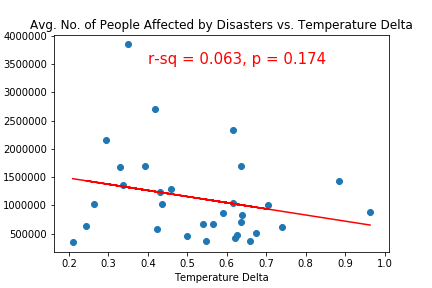 Avg. No. of People Affected by Disasters vs. Temperature Delta
r-sq = 0.063, p = 0.174
4000000
3500000
3000000
2500000
2000000
1500000
1000000
500000
0.2 0.3 0.4 0.5 0.6 0.7 0.8 0.9 1.0
Temperature Delta